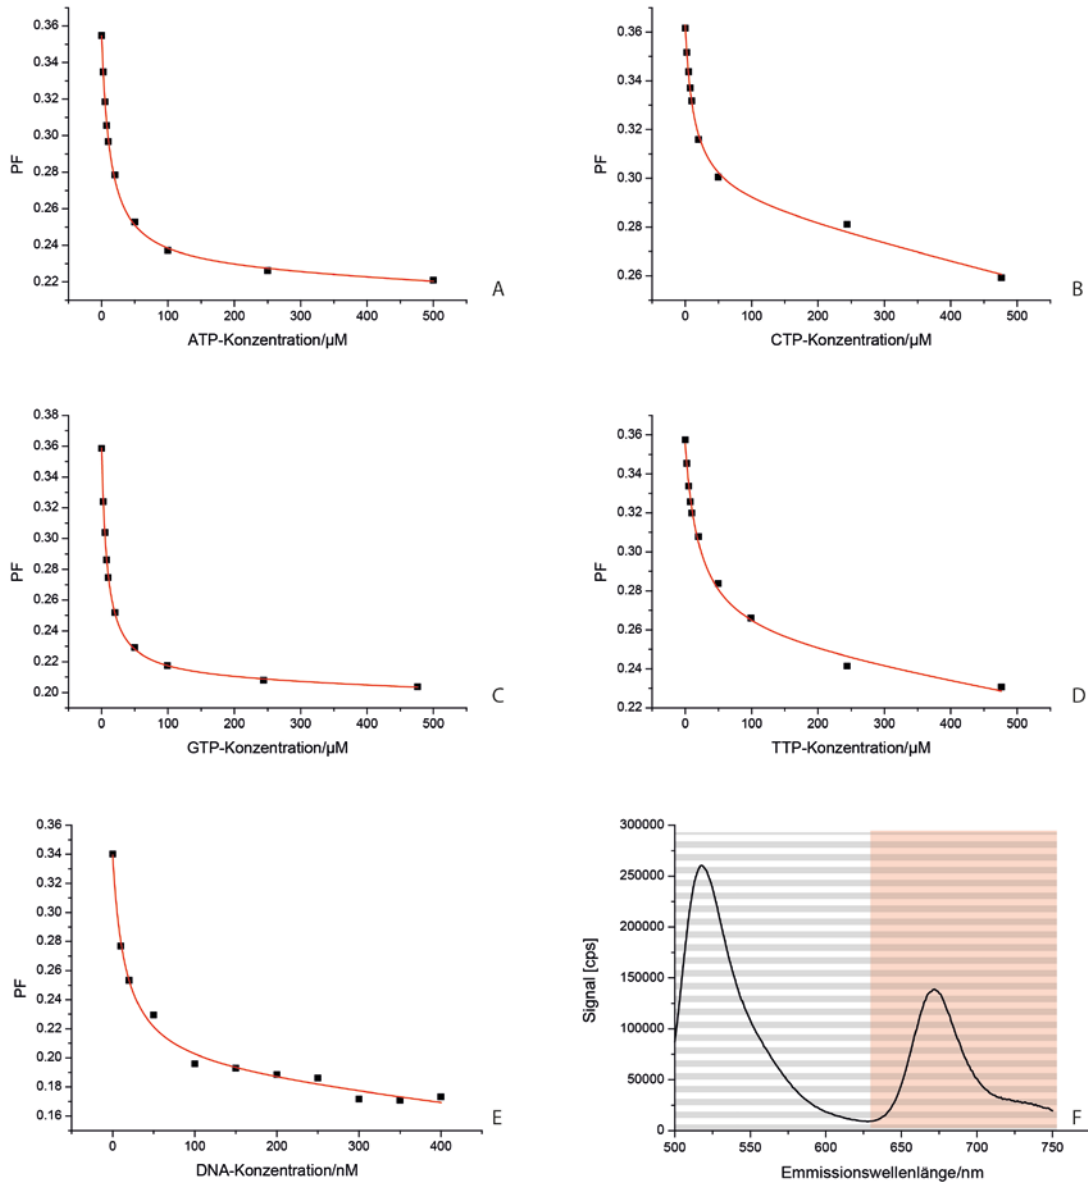 0.36
0.34
0.32
0.30
0.28
0.26
0.24
0.22
PF
0 100 200 300 400 500
ATP-Konzentration/µM
A
0.36
0.34
0.32
0.30
0.28
0.26
PF
0 100 200 300 400 500
CTP-Konzentration/µM
B
0.38
0.36
0.34
0.32
0.30
0.28
0.26
0.24
0.22
0.20
PF
0 100 200 300 400 500
GTP-Konzentration/µM
C
0.36
0.34
0.32
0.30
0.28
0.26
0.24
0.22
PF
0 100 200 300 400 500
TTP-Konzentration/µM
D
0.36
0.34
0.32
0.30
0.28
0.26
0.24
0.22
0.20
0.18
0.16
PF
0 100 200 300 400
DNA-Konzentration/nM
E
300000
250000
200000
150000
100000
50000
0
Signal [cps]
500 550 600 650 700 750
Emmissionswellenlänge/nm
F